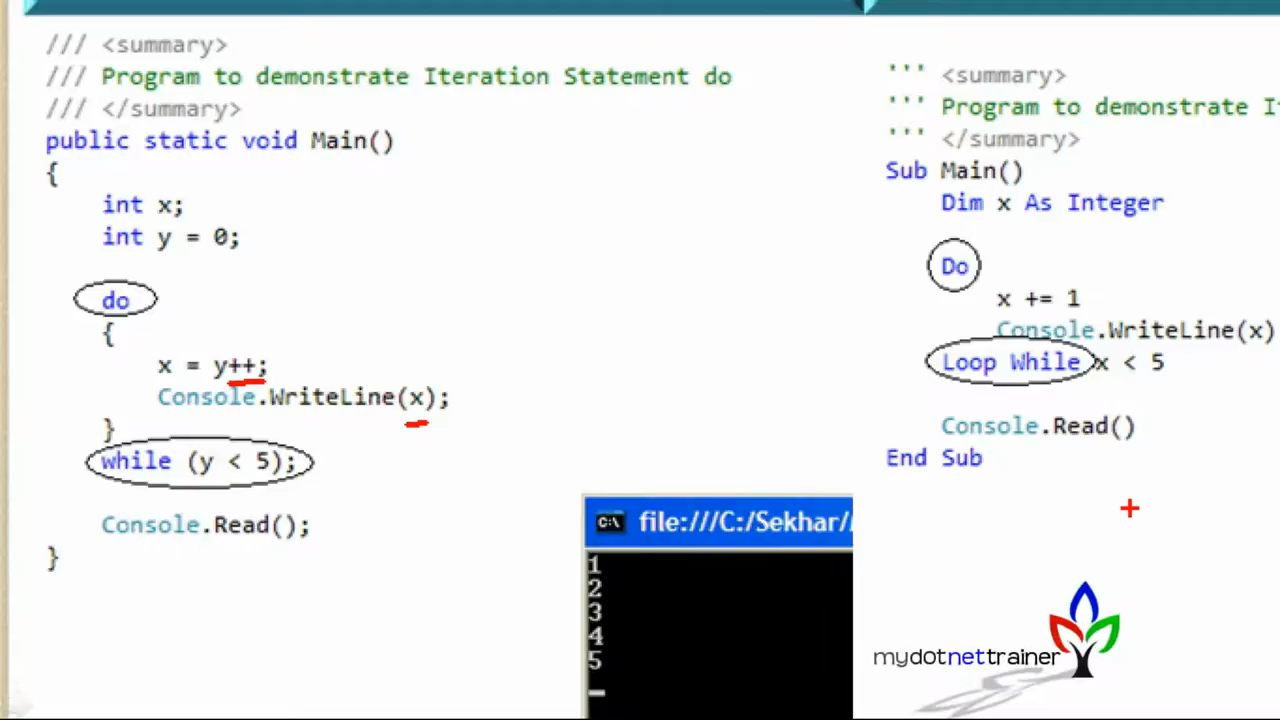 /// <summary>
/// Program to demonstrate Iteration Statement do
/// </summary>
public static void Main()
{
int x;
int y = 0;
do
{
x = y++;
Console.WriteLine(x);
}
while (y < 5);
Console.Read();
}
''' <summary>
''' Program to demonstrate
''' </summary>
Sub Main()
Dim x As Integer
Do
x += 1
Console.WriteLine(x)
Loop While x < 5
Console.Read()
End Sub
C:\ file:///C:/Sekhar/
1
2
3
4
5
mydotnettrainer